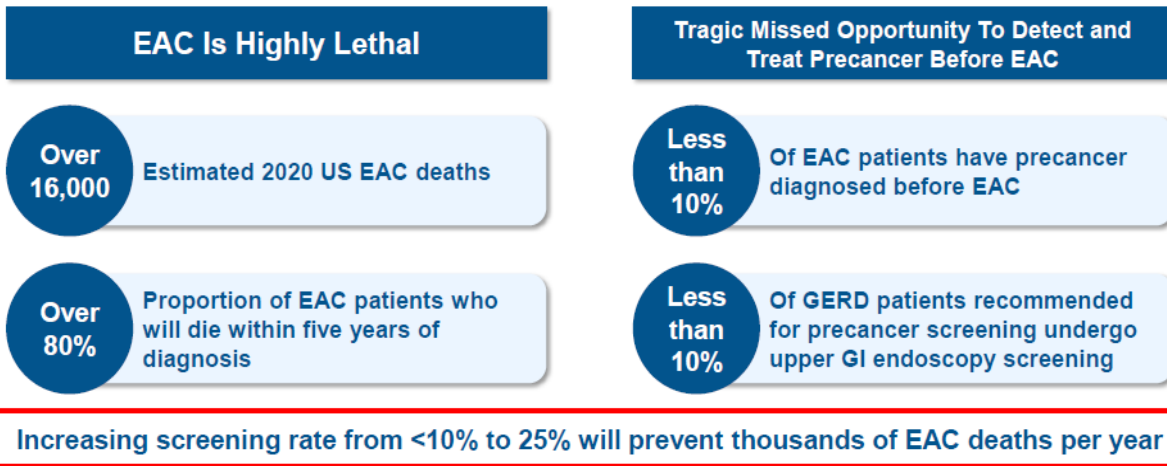 EAC Is Highly Lethal
Over
16,000
Estimated 2020 US EAC deaths
Over
80%
Proportion of EAC patients who
will die within five years of
diagnosis
Tragic Missed Opportunity To Detect and
Treat Precancer Before EAC
Less
than
10%
Of EAC patients have precancer
diagnosed before EAC
Less
than
10%
Of GERD patients recommended
for precancer screening undergo
upper GI endoscopy screening
Increasing screening rate from <10% to 25% will prevent thousands of EAC deaths per year